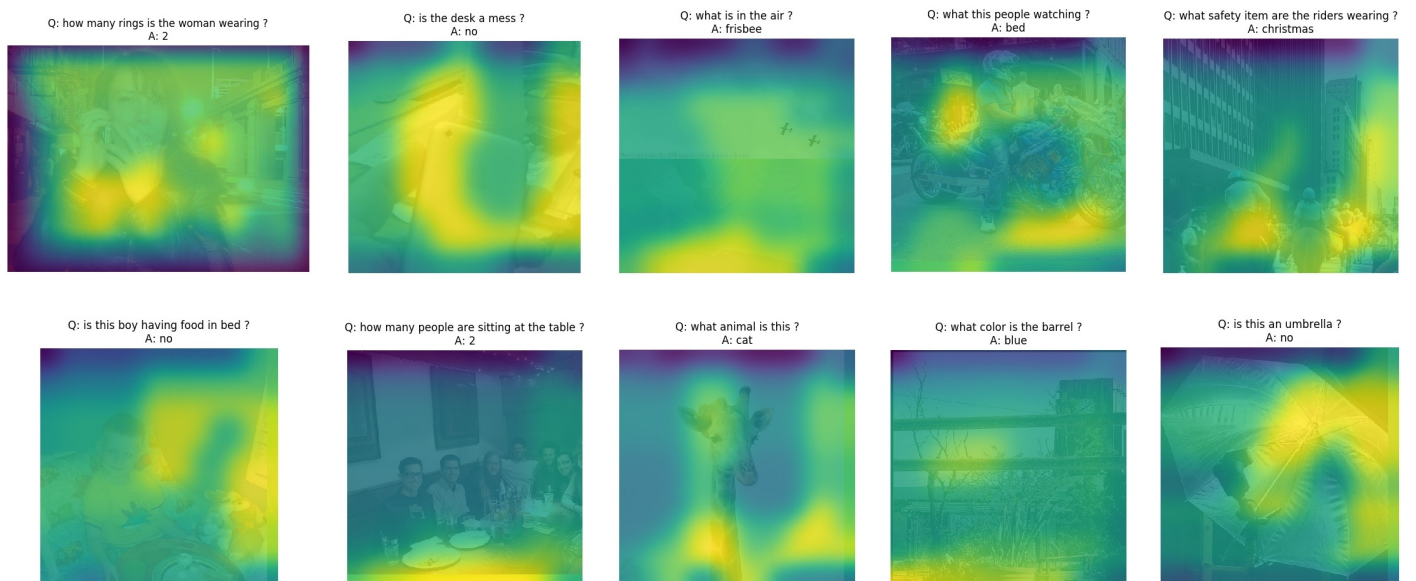 Q: how many rings is the woman wearing ?
A: 2
Q: is the desk a mess ?
A: no
Q: what is in the air ?
A: frisbee
Q: what this people watching ?
A: bed
Q: what safety item are the riders wearing ?
A: christmas
Q: is this boy having food in bed ?
A: no
Q: how many people are sitting at the table ?
A: 2
Q: what animal is this ?
A: cat
Q: what color is the barrel ?
A: blue
Q: is this an umbrella ?
A: no